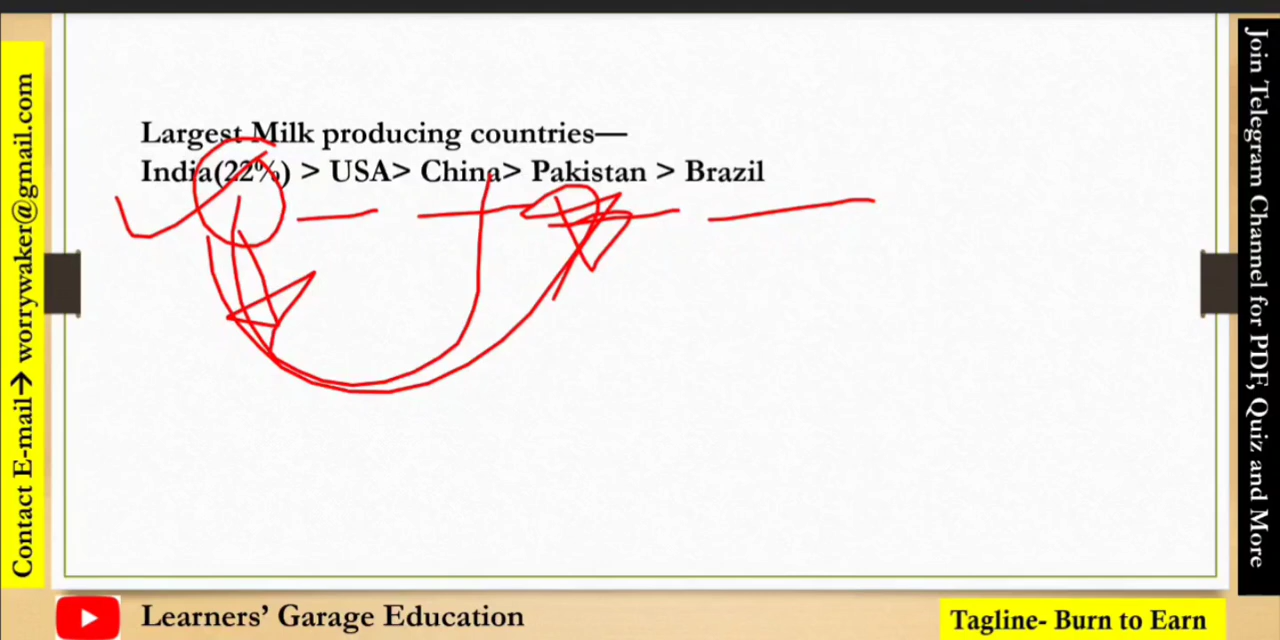 Largest Milk producing countries—
India(22%) > USA> China> Pakistan > Brazil
Contact E-mail→ worrywaker@gmail.com
Join Telegram Channel for PDF, Quiz and More
Learners’ Garage Education
Tagline- Burn to Earn